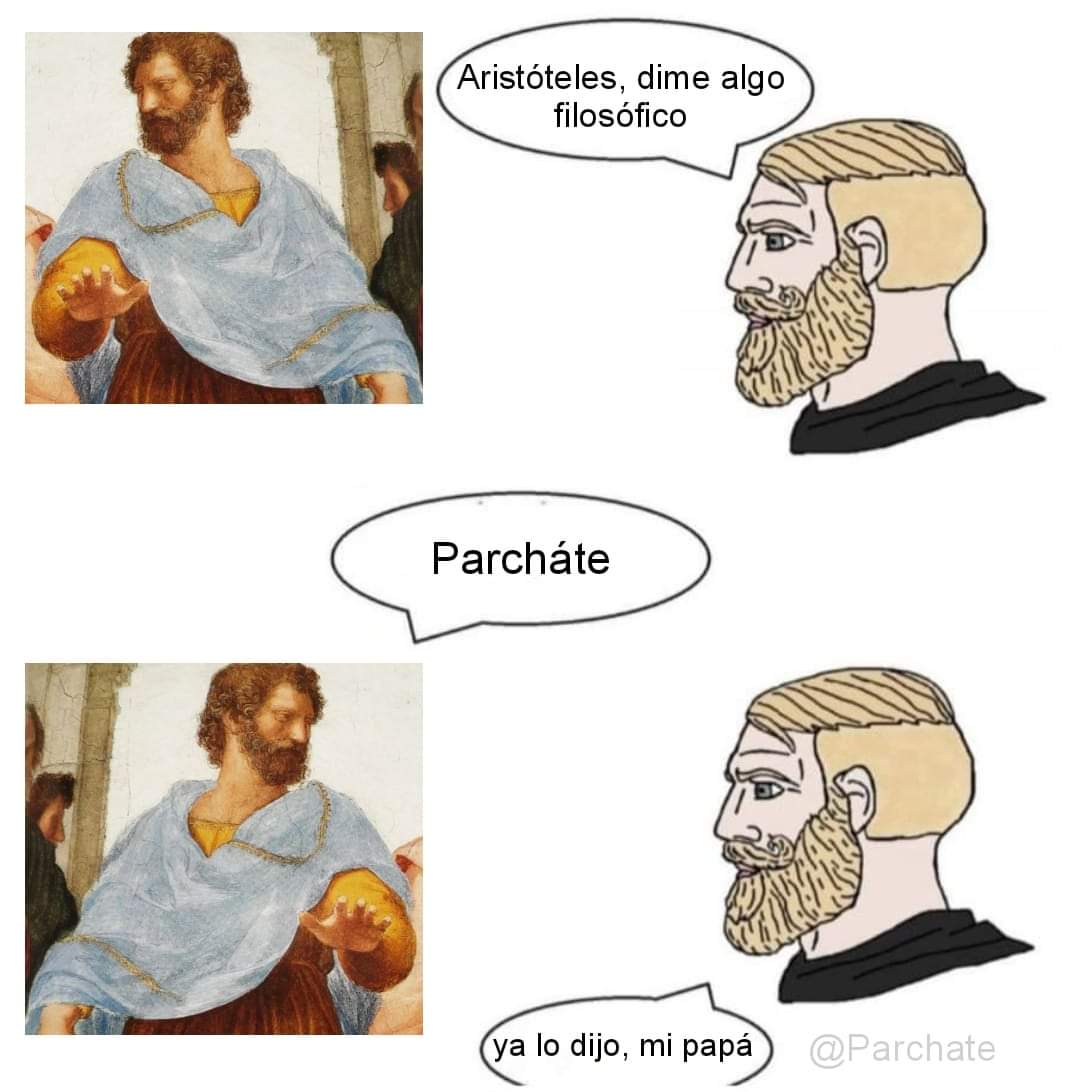 Aristóteles, dime algo
filosófico
Parcháte
ya lo dijo, mi papá
@Parchate